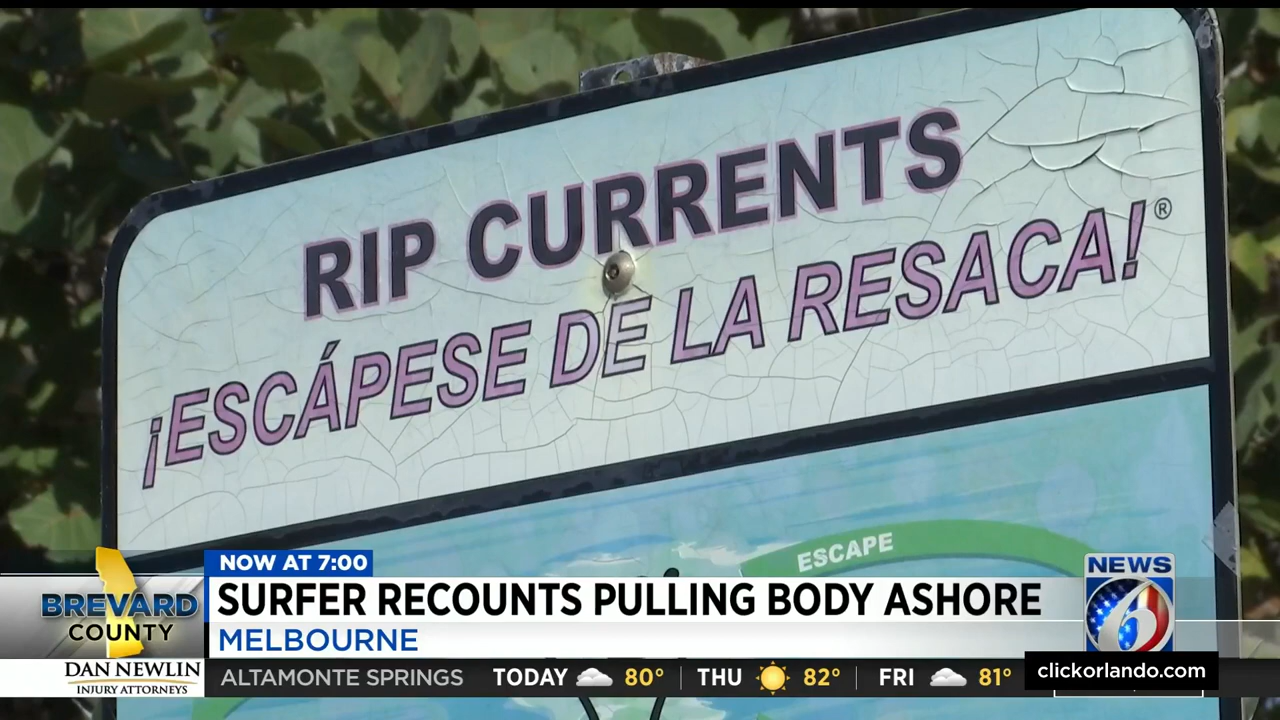 RIP CURRENTS
¡ESCÁPESE DE LA RESACA!®
ESCAPE
NOW AT 7:00
SURFER RECOUNTS PULLING BODY ASHORE
MELBOURNE
BREVARD
COUNTY
NEWS
6
DAN NEWLIN
INJURY ATTORNEYS
ALTAMONTE SPRINGS TODAY 80° THU 82° FRI 81°
clickorlando.com